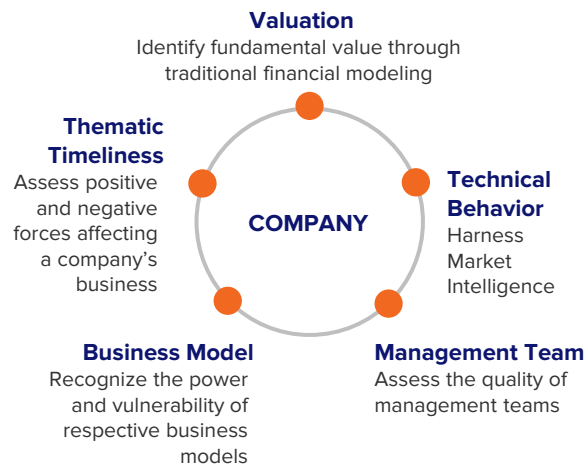 Valuation
Identify fundamental value through
traditional financial modeling
Thematic
Timeliness
Assess positive
and negative
forces affecting
a company's
business
COMPANY
Technical
Behavior
Harness
Market
Intelligence
Business Model
Recognize the power
and vulnerability of
respective business
models
Management Team
Assess the quality of
management teams